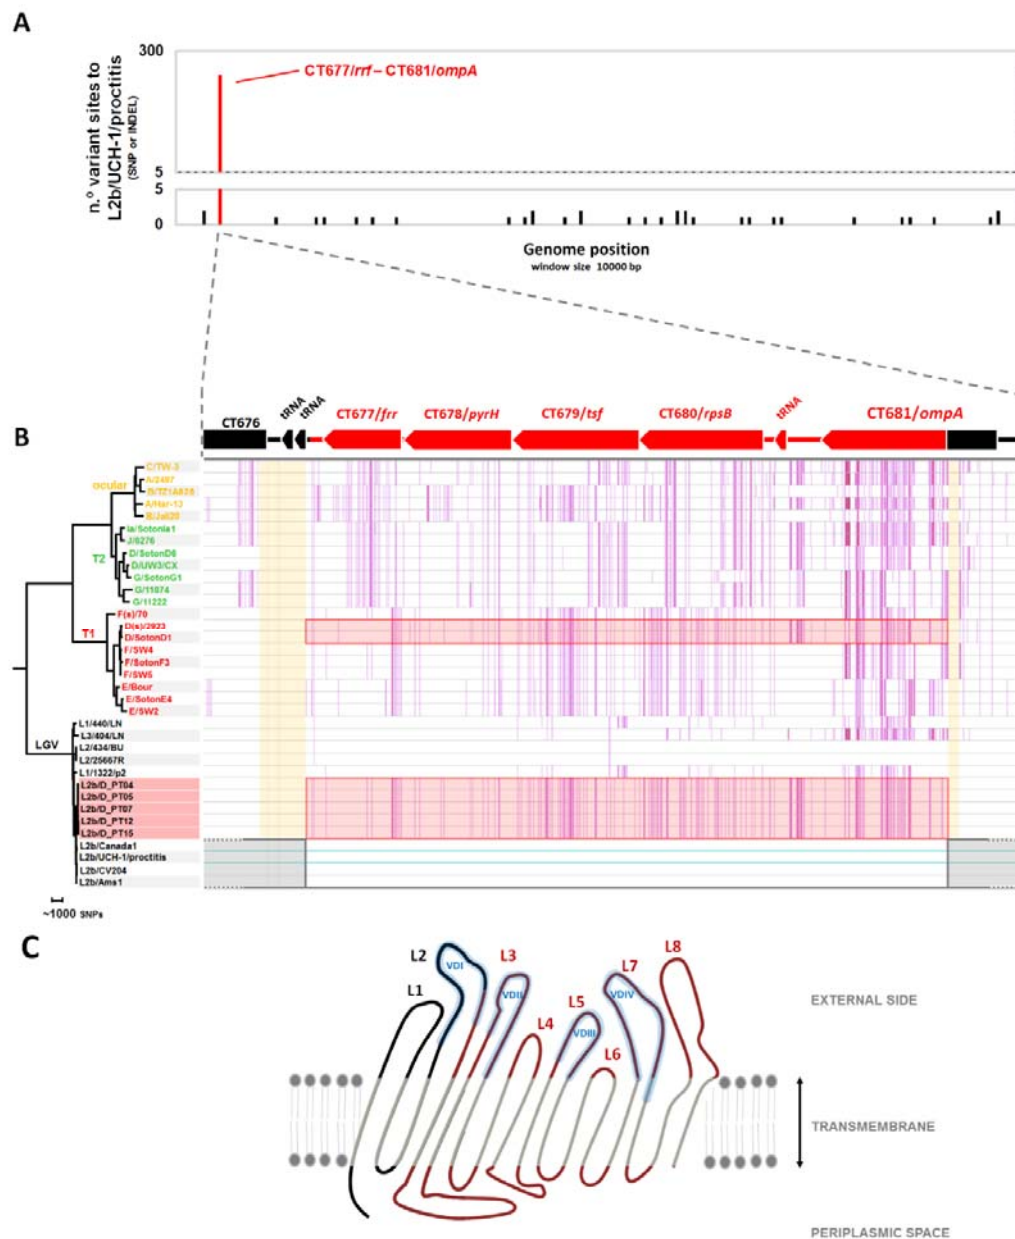 A
300
CT677/rrf – CT681/ompA
n.º variant sites to
L2b/UCH-1/proctitis
(SNP or INDEL)
5
5
0
Genome position
window size 10000 bp
B
CT676
tRNA
tRNA
CT677/frr
CT678/pyrH
CT679/tsf
CT680/rpsB
tRNA
CT681/ompA
ocular
T2
T1
LGV
C/TW-3
A/2497
B/TZ1A828
A/Har-13
B/Jali20
Ia/Sotonia1
J/6276
D/SotonD6
D/UW3/CX
G/SotonG1
G/11074
G/11222
F(s)/70
D(s)/2923
D/SotonD1
F/SW4
F/SotonF3
F/SW5
E/Bour
E/SotonE4
E/SW2
L1/440/LN
L3/404/LN
L2/434/BU
L2/25667R
L1/1322/p2
L2b/D_PT04
L2b/D_PT05
L2b/D_PT07
L2b/D_PT12
L2b/D_PT15
L2b/Canada1
L2b/UCH-1/proctitis
L2b/CV204
L2b/Ams1
~1000 SNPs
C
L1
L2
VDI
L3
VDII
L4
L5
VDIII
L6
L7
VDIV
L8
EXTERNAL SIDE
TRANSMEMBRANE
PERIPLASMIC SPACE